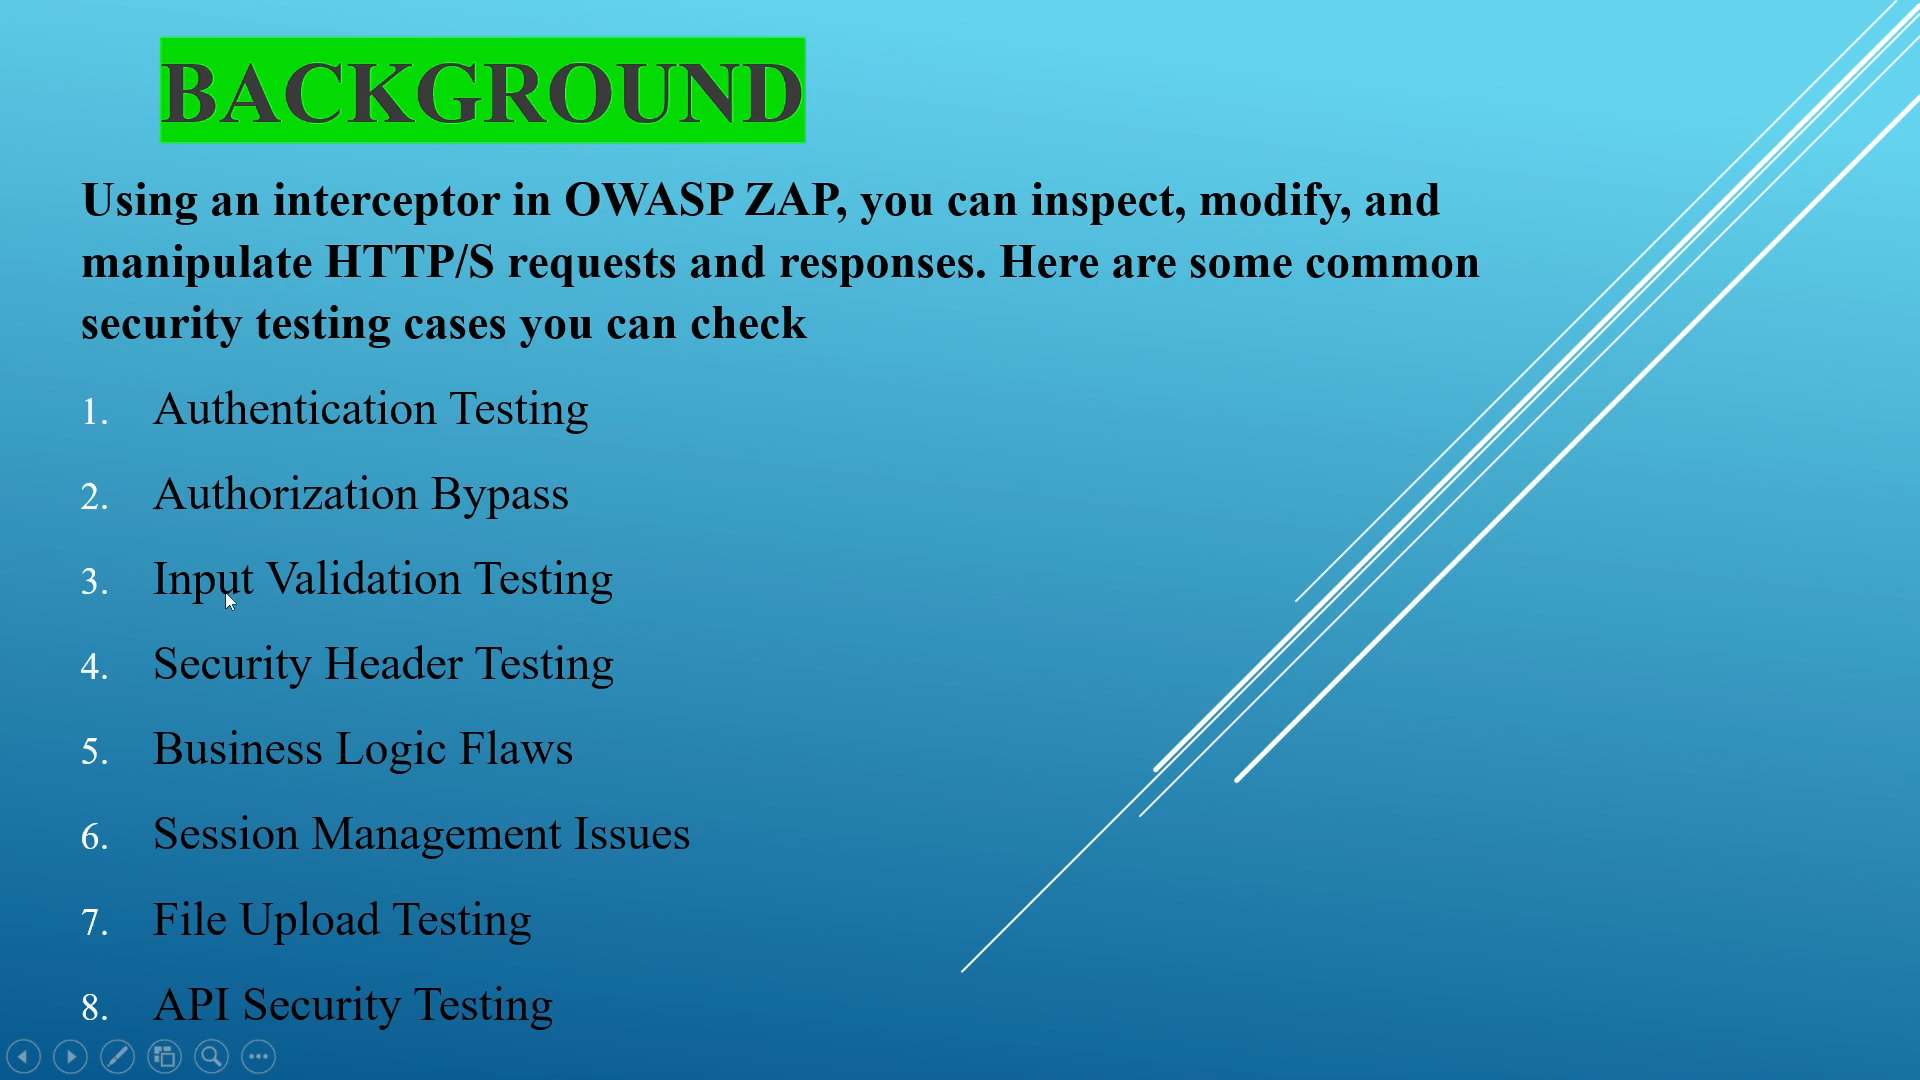 BACKGROUND
Using an interceptor in OWASP ZAP, you can inspect, modify, and
manipulate HTTP/S requests and responses. Here are some common
security testing cases you can check
1. Authentication Testing
2. Authorization Bypass
3. Input Validation Testing
4. Security Header Testing
5. Business Logic Flaws
6. Session Management Issues
7. File Upload Testing
8. API Security Testing